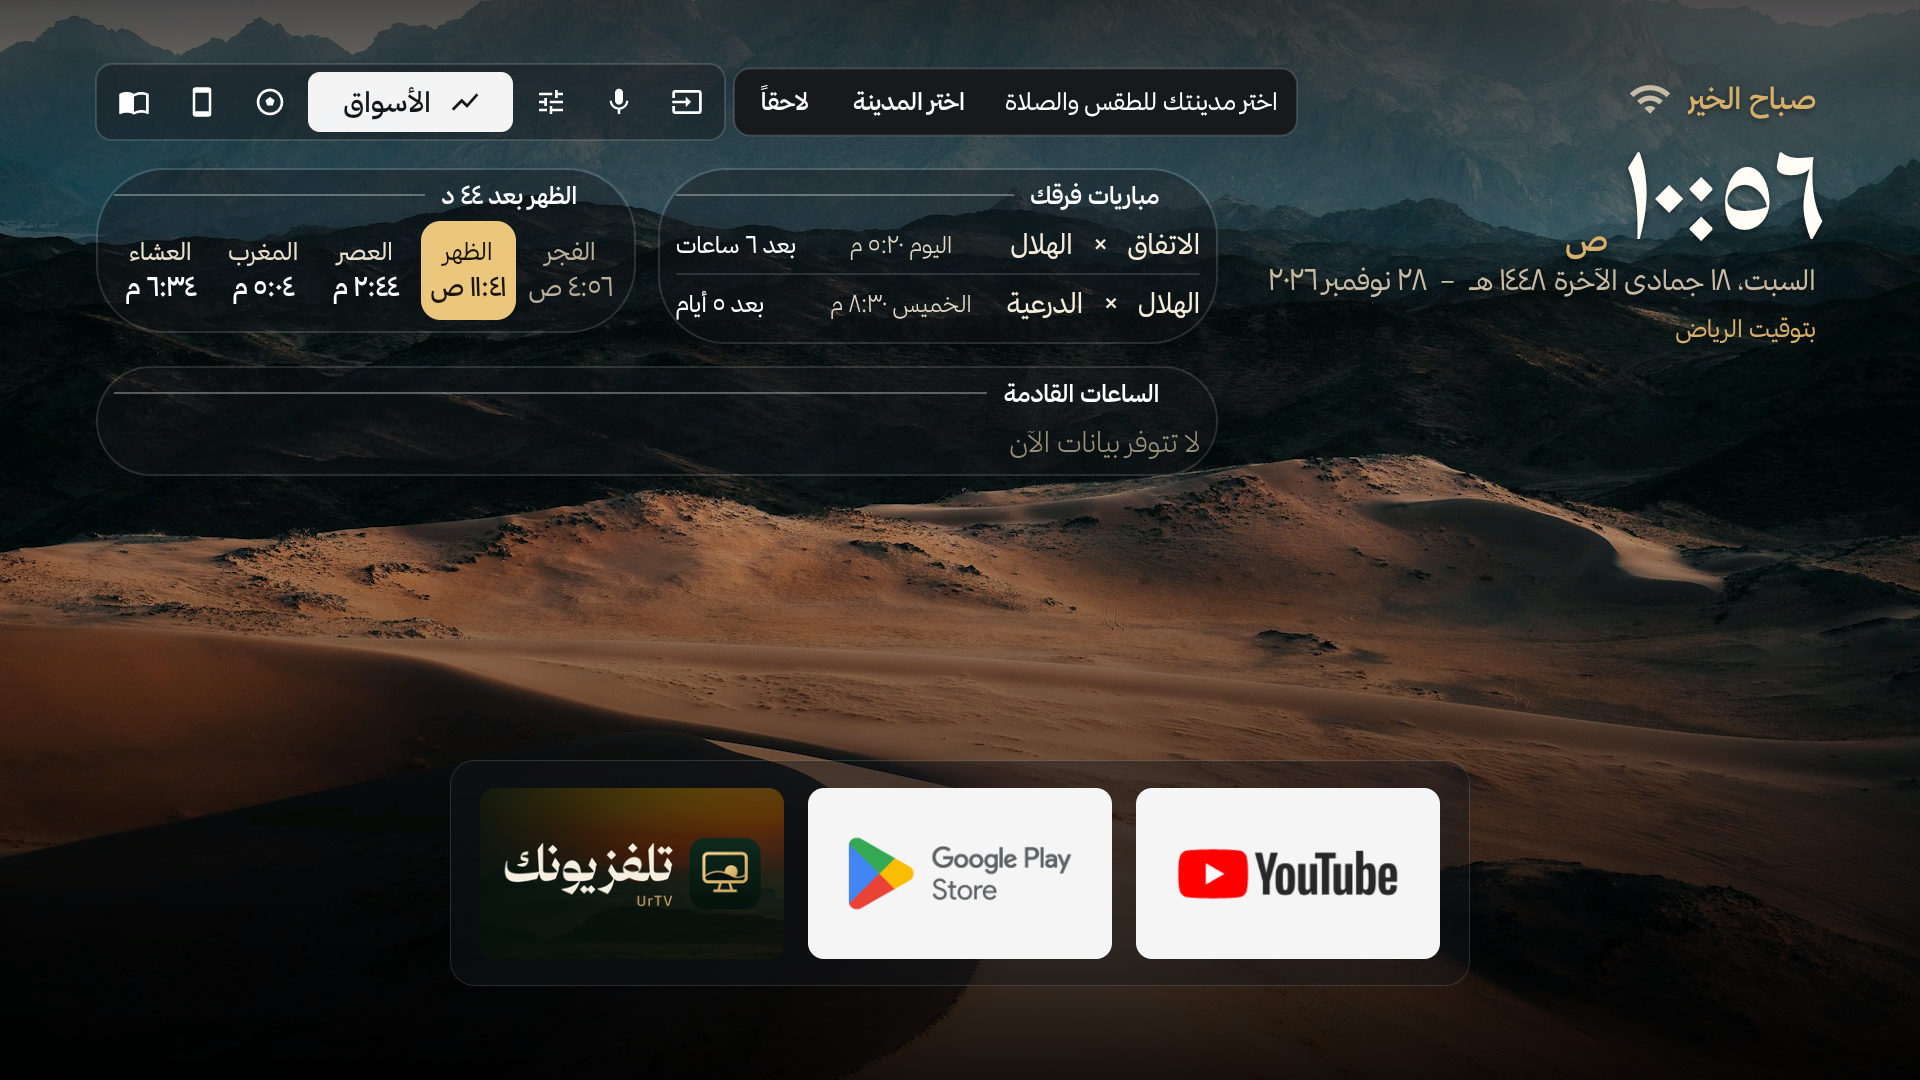 صباح الخير
١٠:٥٦ ص
السبت، ١٨ جمادى الآخرة ١٤٤٨ هـ – ٢٨ نوفمبر ٢٠٢٦
بتوقيت الرياض
اختر مدينتك للطقس والصلاة اختر المدينة لاحقاً
الأسواق
مباريات فرقك
الاتفاق × الهلال اليوم ٥:٢٠ م بعد ٦ ساعات
الهلال × الدرعية الخميس ٨:٣٠ م بعد ٥ أيام
الظهر بعد ٤٤ د
الفجر الظهر العصر المغرب العشاء
٤:٥٦ ص ١١:٤١ ص ٢:٤٤ م ٥:٠٤ م ٦:٣٤ م
الساعات القادمة
لا تتوفر بيانات الآن
YouTube
Google Play
Store
تلفزيونك
UrTV